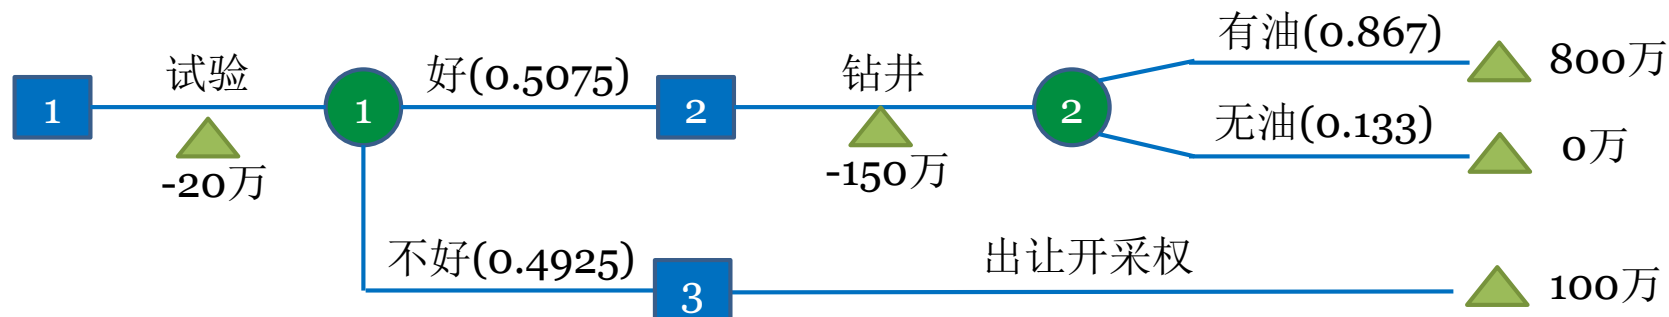 有油(0.867)
800万
试验
好(0.5075)
钻井
1
1
2
2
无油(0.133)
0万
-20万
-150万
不好(0.4925)
出让开采权
3
100万